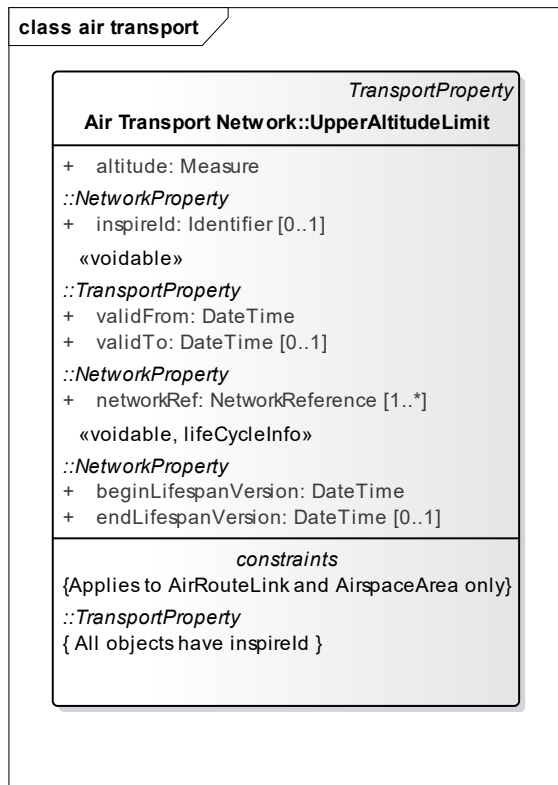 class air transport
TransportProperty
Air Transport Network::UpperAltitudeLimit
+ altitude: Measure
::NetworkProperty
+ inspireId: Identifier [0..1]
«voidable»
::TransportProperty
+ validFrom: DateTime
+ validTo: DateTime [0..1]
::NetworkProperty
+ networkRef: NetworkReference [1..*]
«voidable, lifeCycleInfo»
::NetworkProperty
+ beginLifespanVersion: DateTime
+ endLifespanVersion: DateTime [0..1]
constraints
{Applies to AirRouteLink and AirspaceArea only}
::TransportProperty
{ All objects have inspireId }